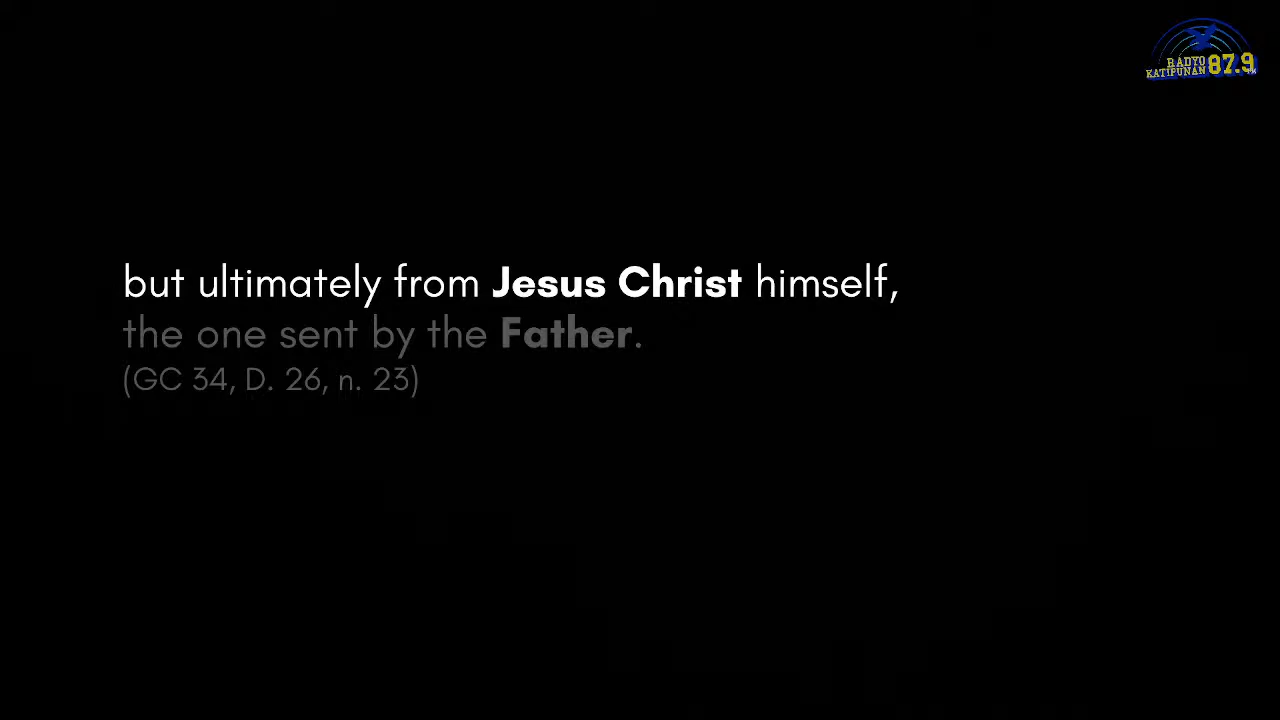 RADYO
KATIPUNAN 87.9
TM
but ultimately from Jesus Christ himself,
the one sent by the Father.
(GC 34, D. 26, n. 23)